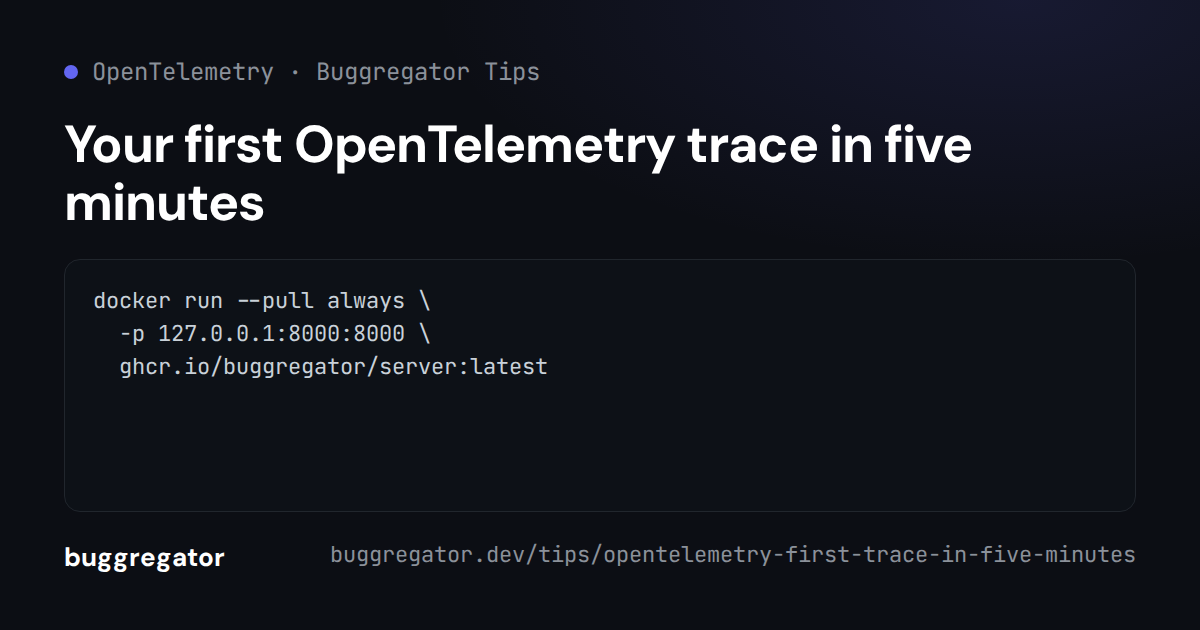 OpenTelemetry · Buggregator Tips
Your first OpenTelemetry trace in five
minutes
docker run --pull always \
  -p 127.0.0.1:8000:8000 \
  ghcr.io/buggregator/server:latest
buggregator
buggregator.dev/tips/opentelemetry-first-trace-in-five-minutes